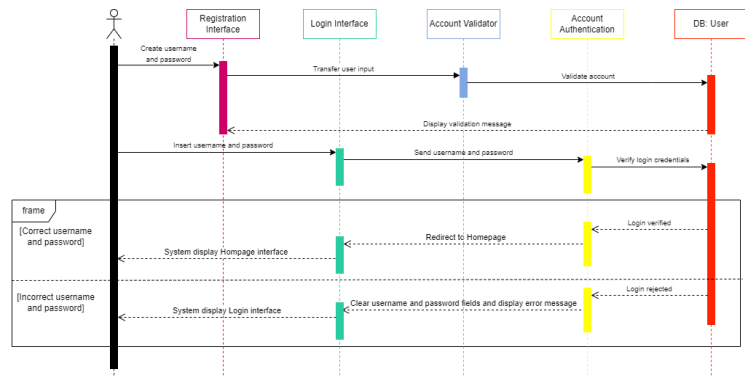 Registration
Interface
Login Interface
Account Validator
Account
Authentication
DB: User
Create username
and password
Transfer user input
Validate account
Display validation message
Insert username and password
Send username and password
Verify login credentials
frame
[Correct username
and password]
Login verified
Redirect to Homepage
System display Hompage interface
[Incorrect username
and password]
Login rejected
Clear username and password fields and display error message
System display Login interface